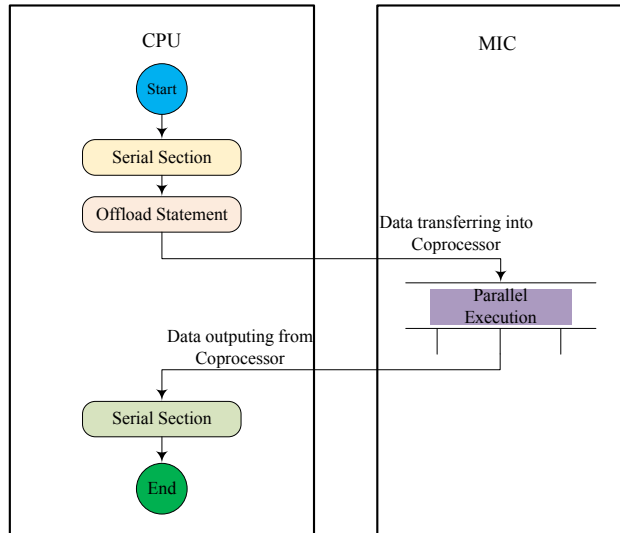 CPU
MIC
Start
Serial Section
Offload Statement
Data transferring into
Coprocessor
Parallel
Execution
Data outputing from
Coprocessor
Serial Section
End